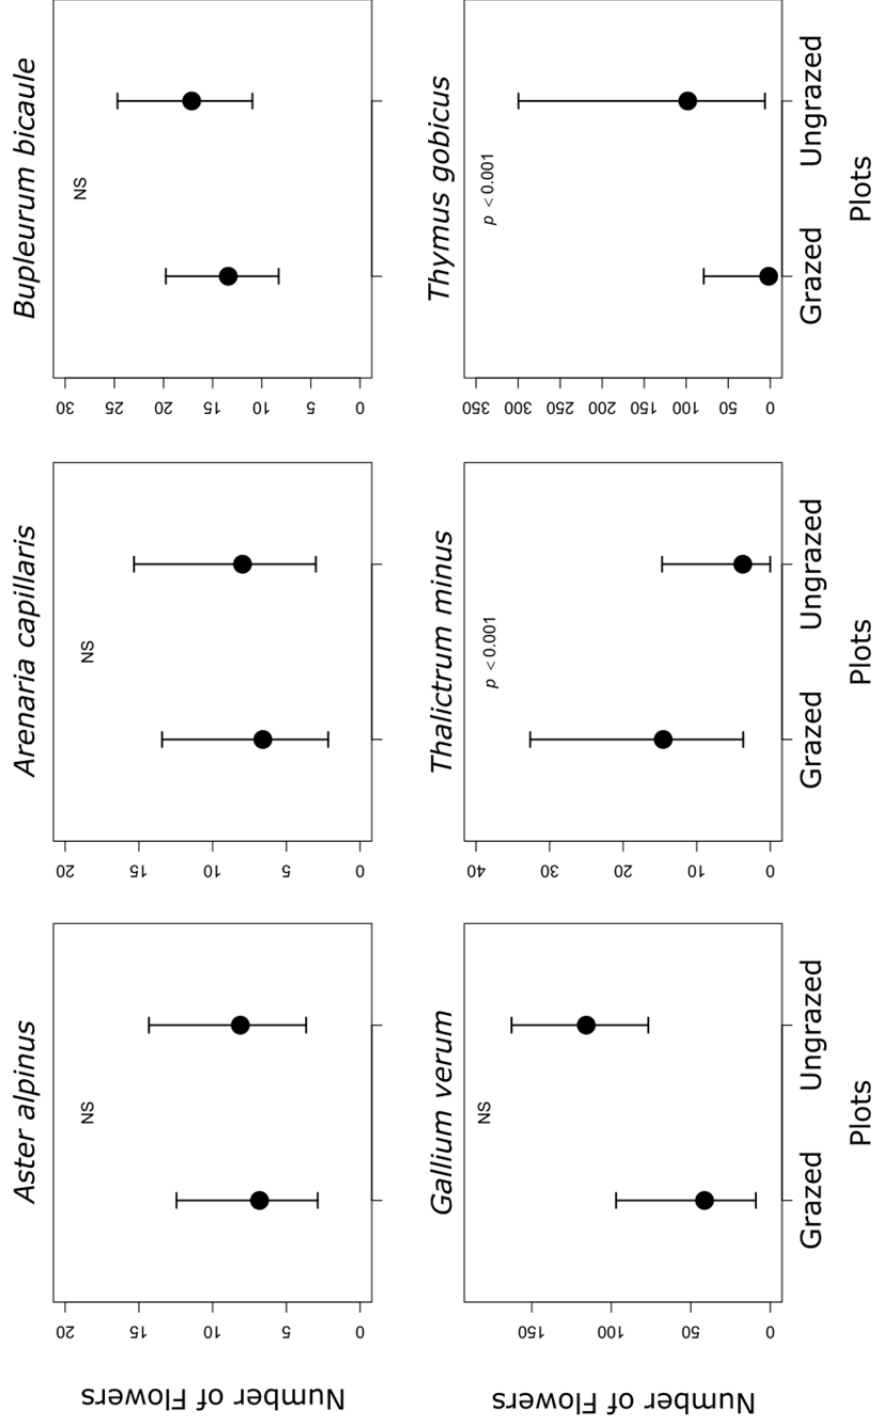 Aster alpinus
Arenaria capillaris
Bupleurum bicaule
Number of Flowers
20
15
10
5
0
NS
20
15
10
5
0
NS
30
25
20
15
10
5
0
NS
Gallium verum
Thalictrum minus
Thymus gobicus
Number of Flowers
150
100
50
0
NS
40
30
20
10
0
p < 0.001
350
300
250
200
150
100
50
0
p < 0.001
Grazed Ungrazed
Grazed Ungrazed
Grazed Ungrazed
Plots
Plots
Plots